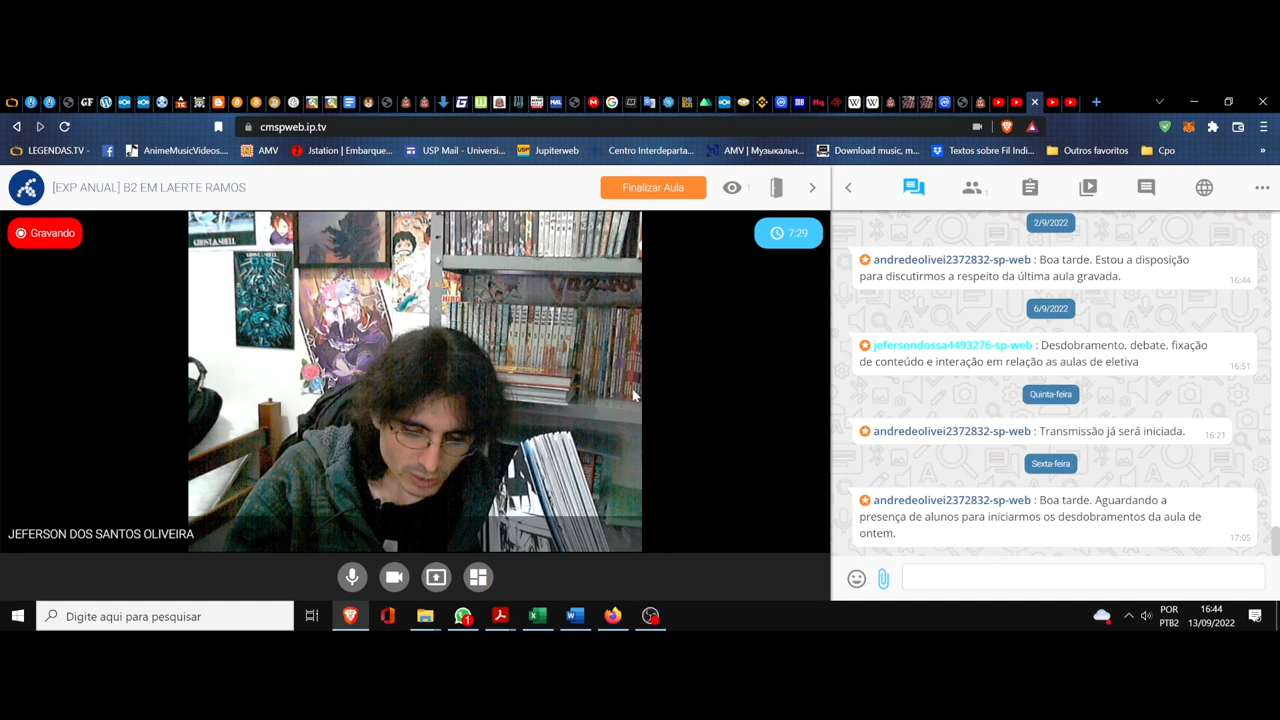 cmspweb.ip.tv
LEGENDAS.TV -
AnimeMusicVideos....
AMV
Jstation | Embarque...
USP Mail - Universi...
Jupiterweb
Centro Interdeparta...
AMV | Музыкальн...
Download music, m...
Textos sobre Fil Indi...
Outros favoritos
Cpo
[EXP ANUAL] B2 EM LAERTE RAMOS
Finalizar Aula
1
1
Gravando
7:29
JEFERSON DOS SANTOS OLIVEIRA
2/9/2022
andredeolivei2372832-sp-web : Boa tarde. Estou a disposição
para discutirmos a respeito da última aula gravada.
16:44
6/9/2022
jefersondossa4493276-sp-web : Desdobramento, debate, fixação
de conteúdo e interação em relação as aulas de eletiva
16:51
Quinta-feira
andredeolivei2372832-sp-web : Transmissão já será iniciada.
16:21
Sexta-feira
andredeolivei2372832-sp-web : Boa tarde. Aguardando a
presença de alunos para iniciarmos os desdobramentos da aula de
ontem.
17:05
Digite aqui para pesquisar
1
POR
PTB2
16:44
13/09/2022